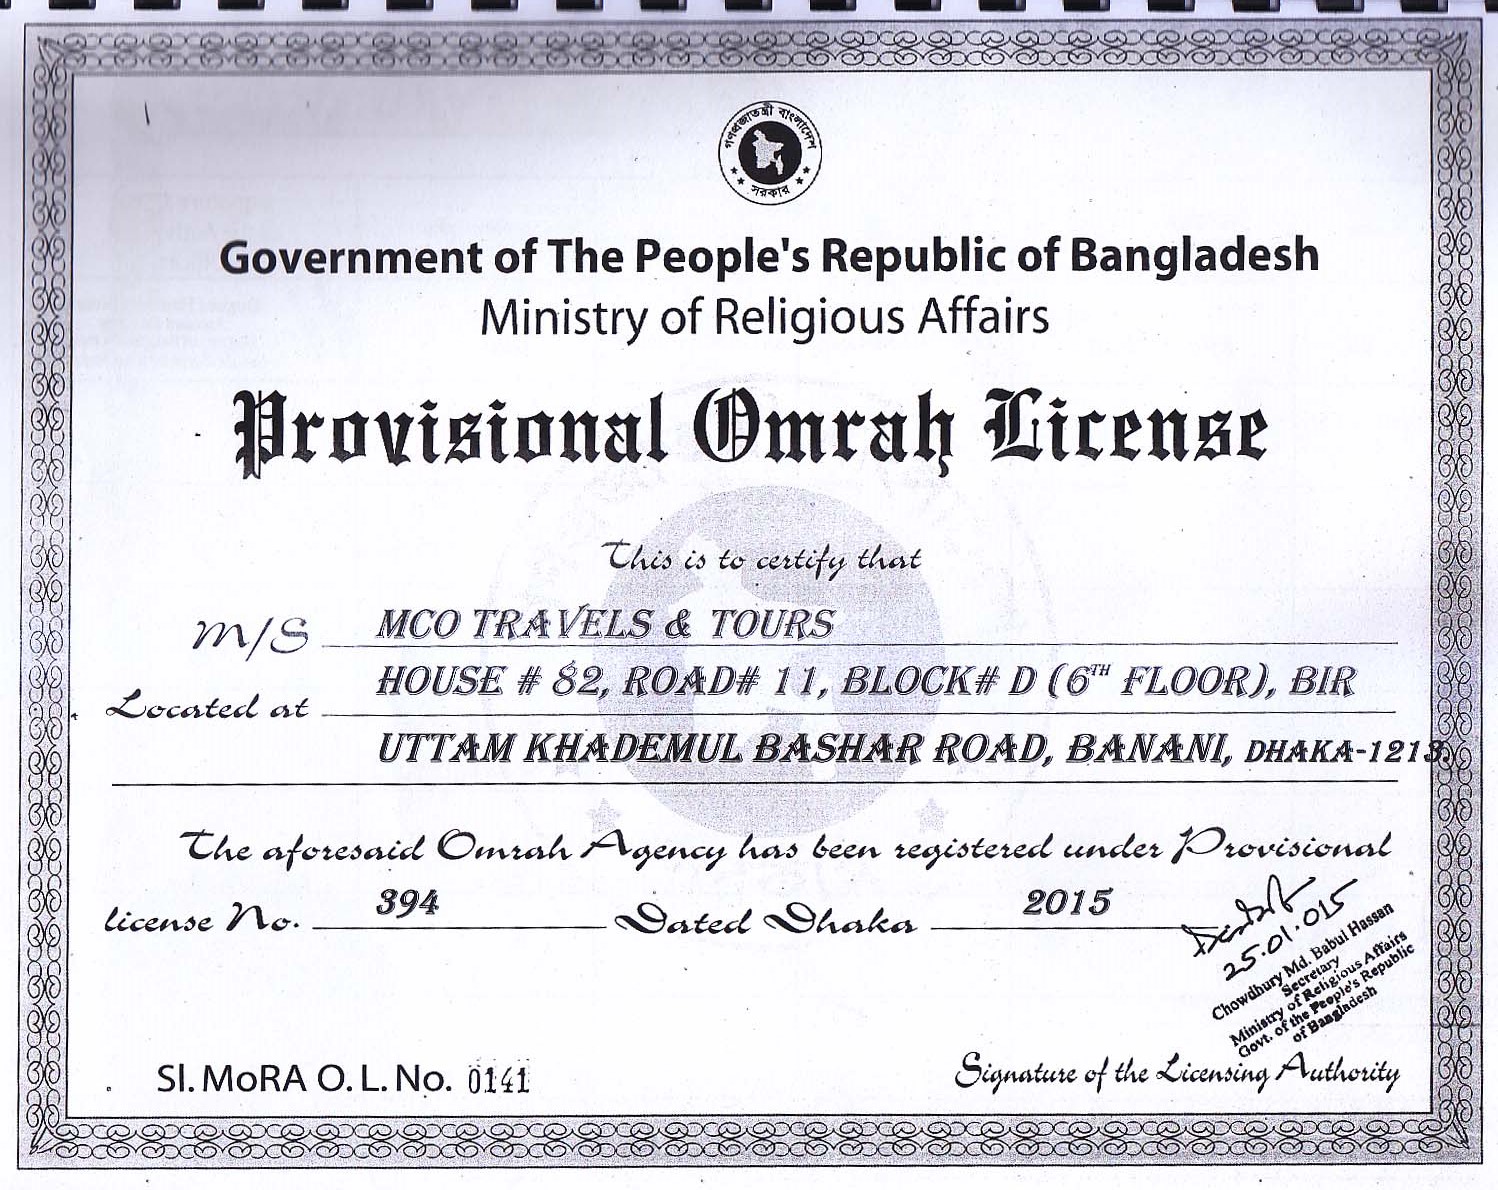 গণপ্রজাতন্ত্রী বাংলাদেশ
সরকার
Government of The People's Republic of Bangladesh
Ministry of Religious Affairs
Provisional Omrah License
This is to certify that
M/S MCO TRAVELS & TOURS
Located at HOUSE # 82, ROAD# 11, BLOCK# D (6TH FLOOR), BIR
UTTAM KHADEMUL BASHAR ROAD, BANANI, DHAKA-1213.
The aforesaid Omrah Agency has been registered under Provisional
license No. 394 Dated Dhaka 2015
25.01.015
Chowdhury Md. Babul Hassan
Secretary
Ministry of Religious Affairs
Govt. of the People's Republic
of Bangladesh
Sl. MoRA O. L. No. 0141
Signature of the Licensing Authority